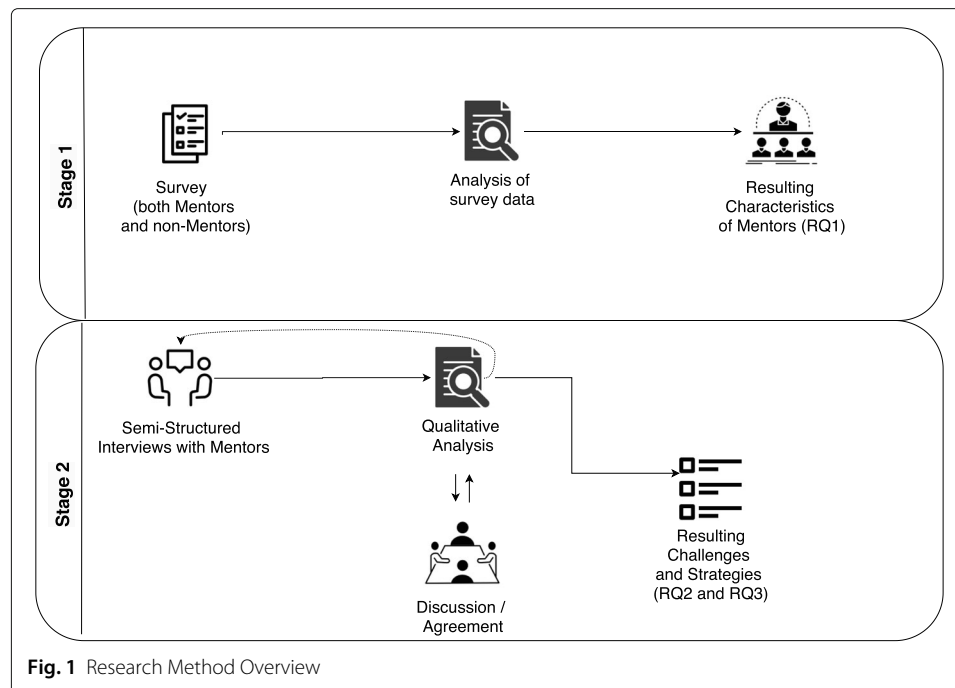 Stage 1
Survey
(both Mentors
and non-Mentors)
Analysis of
survey data
Resulting
Characteristics
of Mentors (RQ1)
Stage 2
Semi-Structured
Interviews with Mentors
Qualitative
Analysis
Discussion /
Agreement
Resulting
Challenges
and Strategies
(RQ2 and RQ3)
Fig. 1 Research Method Overview